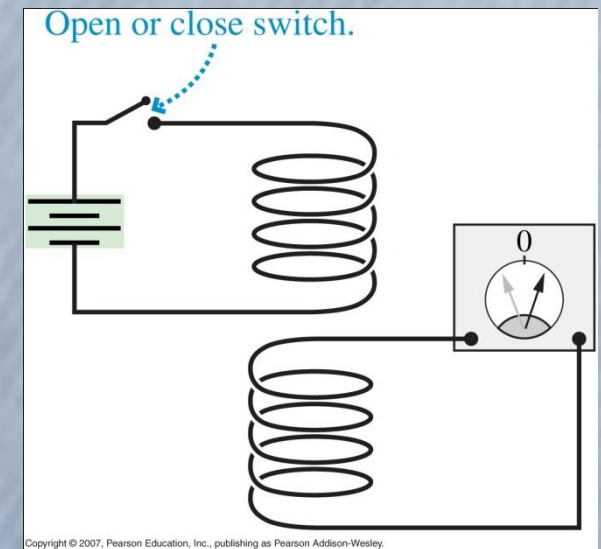 Open or close switch.
0
Copyright © 2007, Pearson Education, Inc., publishing as Pearson Addison-Wesley.